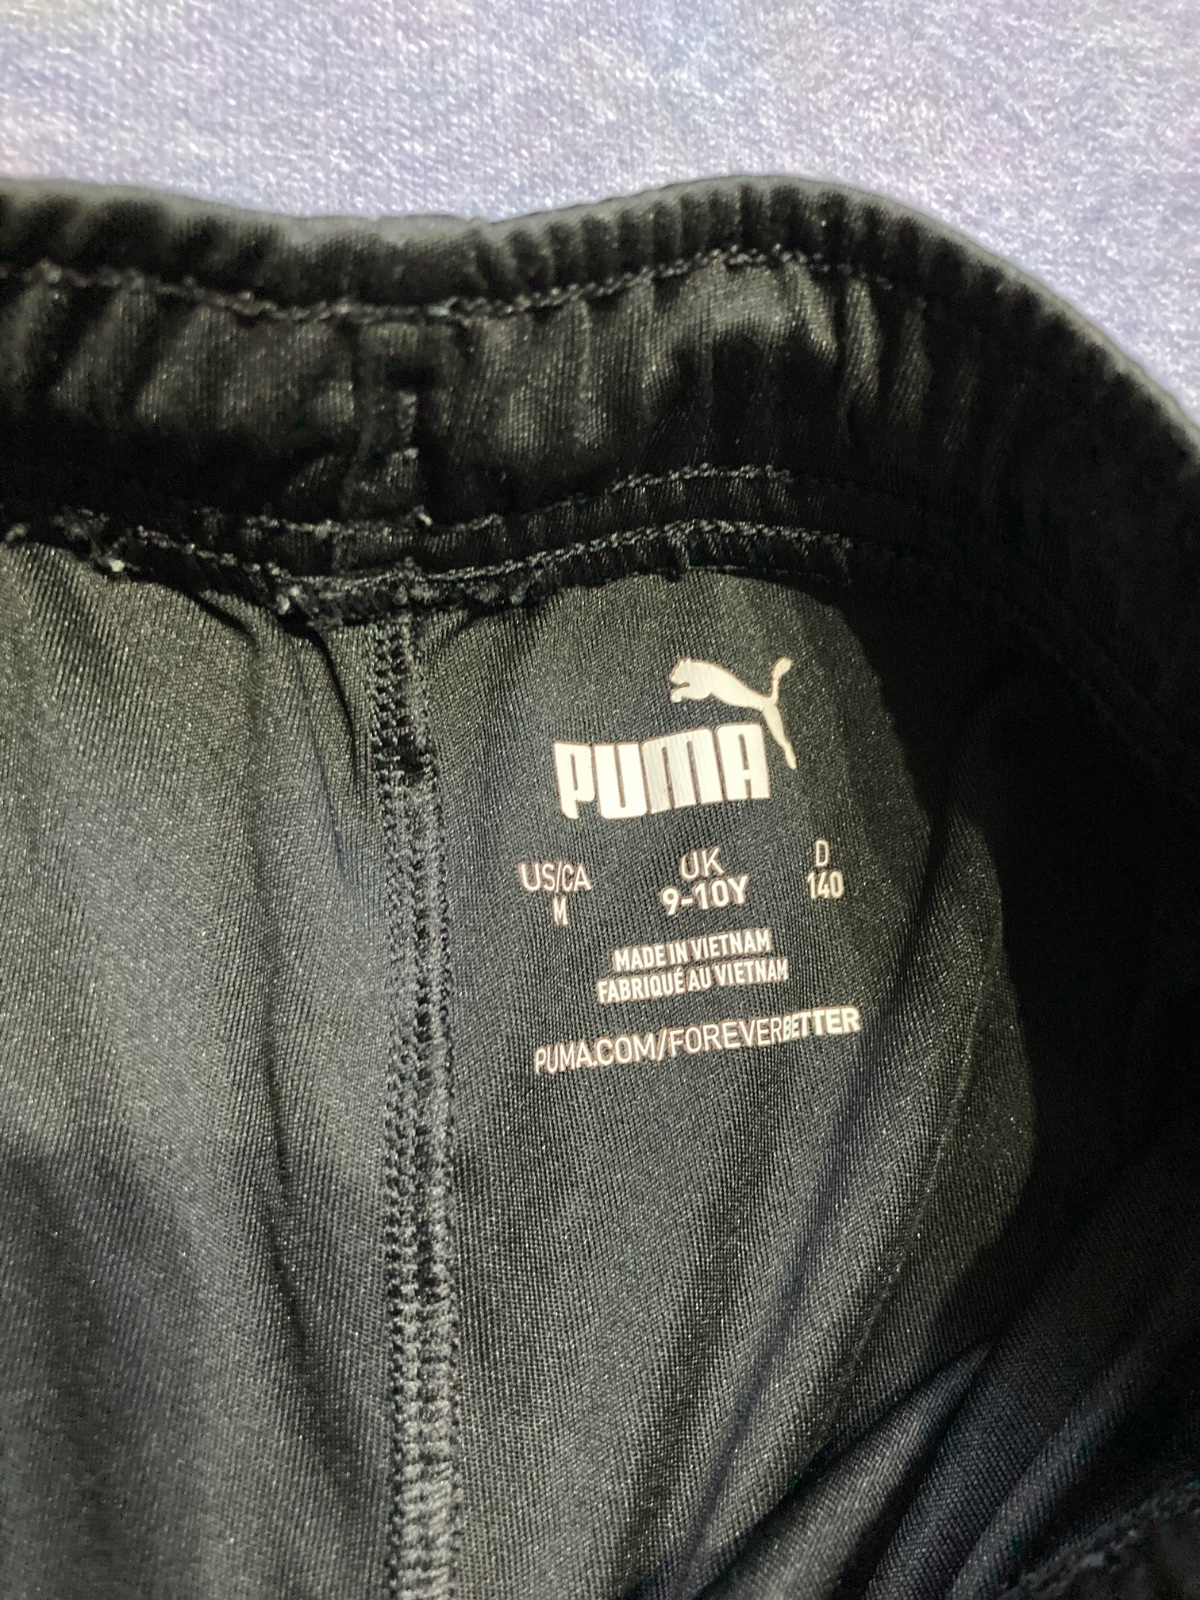 PUMA
US/CA UK D
M 9-10Y 140
MADE IN VIETNAM
FABRIQUÉ AU VIETNAM
PUMA.COM/FOREVERBETTER